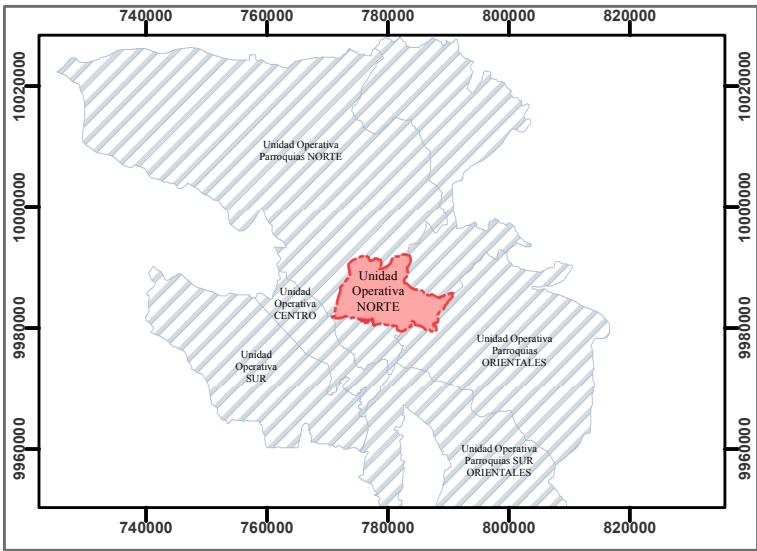 740000 760000 780000 800000 820000
10020000
10020000
10000000
10000000
9980000
9980000
9960000
9960000
Unidad Operativa
Parroquias NORTE
Unidad
Operativa
NORTE
Unidad
Operativa
CENTRO
Unidad Operativa
Parroquias
ORIENTALES
Unidad
Operativa
SUR
Unidad Operativa
Parroquias SUR
ORIENTALES
740000 760000 780000 800000 820000